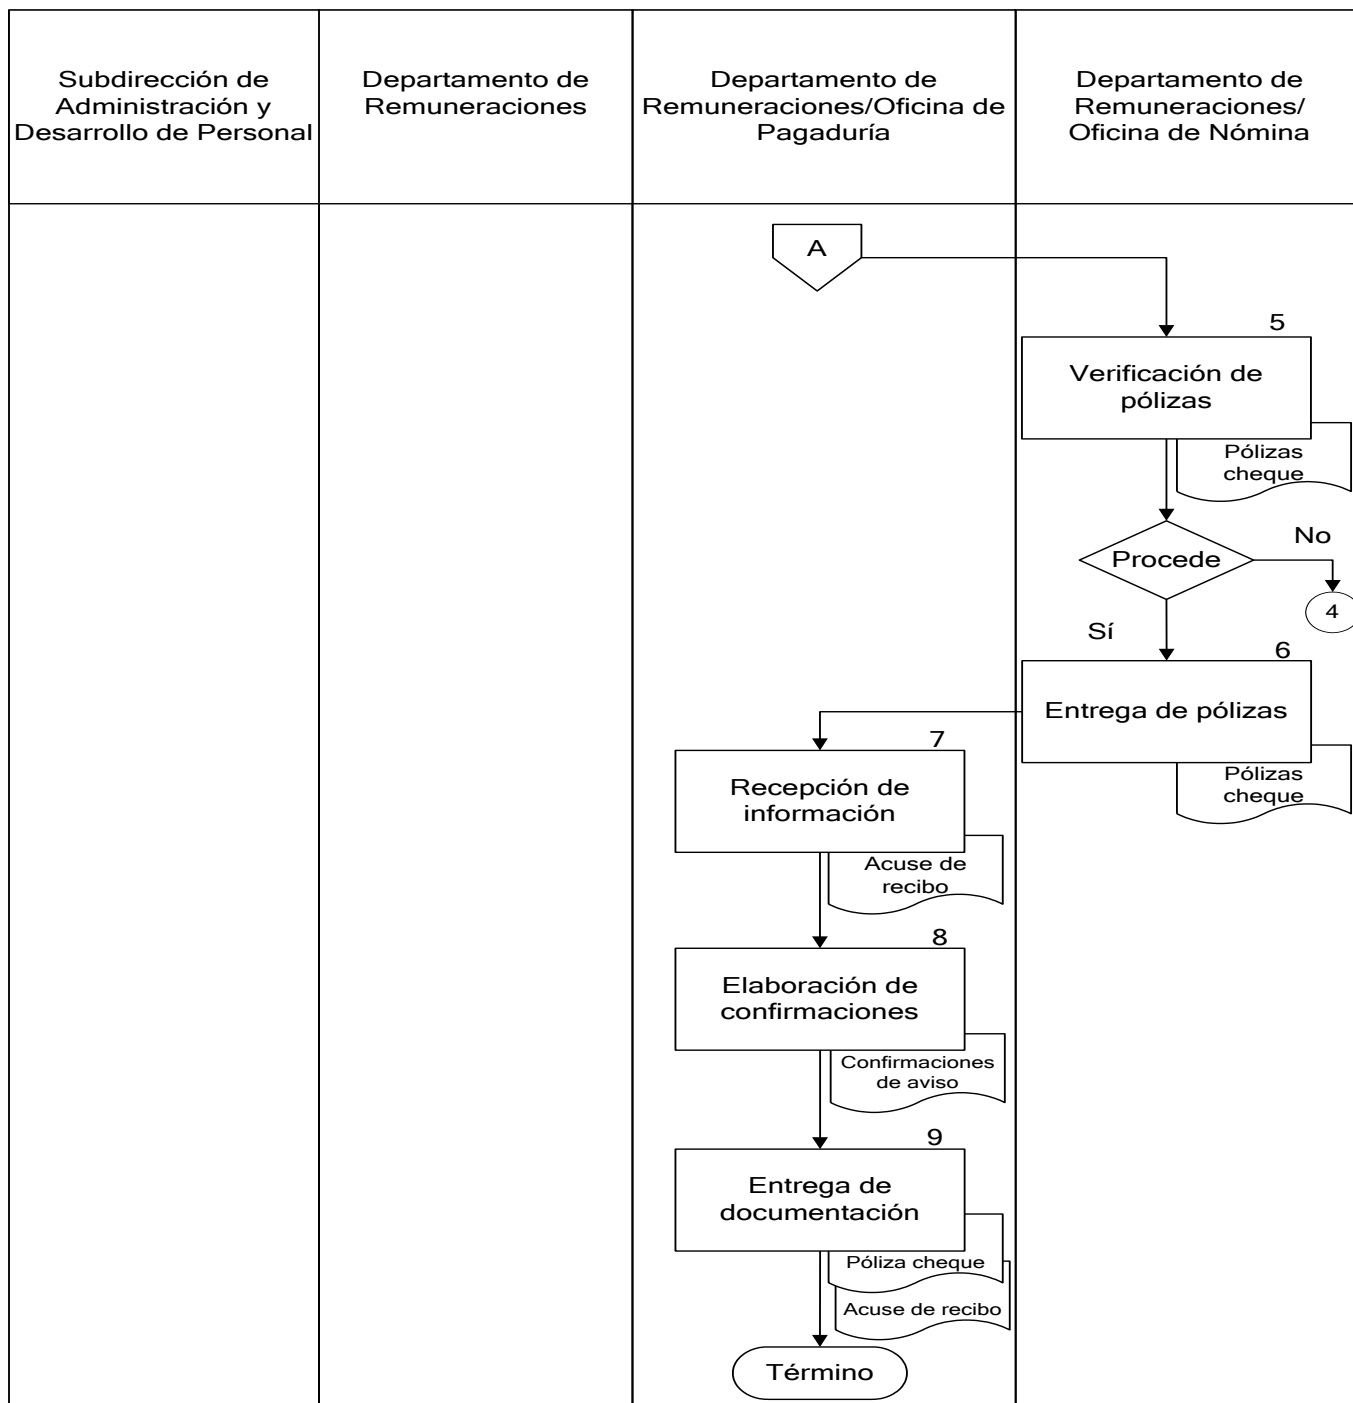 Subdirección de
Administración y
Desarrollo de Personal
Departamento de
Remuneraciones
Departamento de
Remuneraciones/Oficina de
Pagaduría
Departamento de
Remuneraciones/
Oficina de Nómina
A
5
Verificación de
pólizas
Pólizas
cheque
Procede
No
4
Sí
6
Entrega de pólizas
Pólizas
cheque
7
Recepción de
información
Acuse de
recibo
8
Elaboración de
confirmaciones
Confirmaciones
de aviso
9
Entrega de
documentación
Póliza cheque
Acuse de recibo
Término